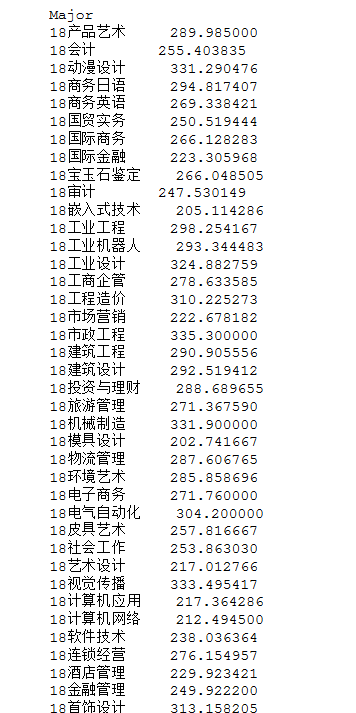 Major
18产品艺术 289.985000
18会计 255.403835
18动漫设计 331.290476
18商务日语 294.817407
18商务英语 269.338421
18国贸实务 250.519444
18国际商务 266.128283
18国际金融 223.305968
18宝玉石鉴定 266.048505
18审计 247.530149
18嵌入式技术 205.114286
18工业工程 298.254167
18工业机器人 293.344483
18工业设计 324.882759
18工商企管 278.633585
18工程造价 310.225273
18市场营销 222.678182
18市政工程 335.300000
18建筑工程 290.905556
18建筑设计 292.519412
18投资与理财 288.689655
18旅游管理 271.367590
18机械制造 331.900000
18模具设计 202.741667
18物流管理 287.606765
18环境艺术 285.858696
18电子商务 271.760000
18电气自动化 304.200000
18皮具艺术 257.816667
18社会工作 253.863030
18艺术设计 217.012766
18视觉传播 333.495417
18计算机应用 217.364286
18计算机网络 212.494500
18软件技术 238.036364
18连锁经营 276.154957
18酒店管理 229.923421
18金融管理 249.922200
18首饰设计 313.158205